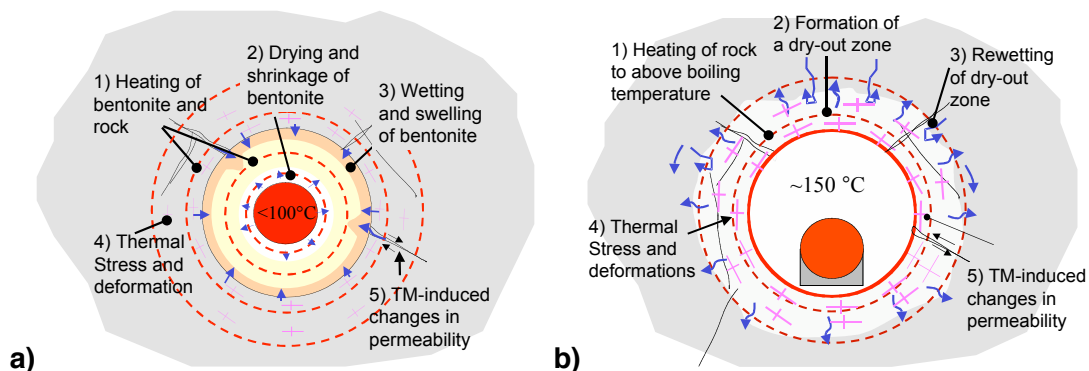 1) Heating of
bentonite and
rock
2) Drying and
shrinkage of
bentonite
3) Wetting
and swelling
of bentonite
<100°C
4) Thermal
Stress and
deformation
5) TM-induced
changes in
permeability
a)
1) Heating of rock
to above boiling
temperature
2) Formation of
a dry-out zone
3) Rewetting
of dry-out
zone
~150 °C
4) Thermal
Stress and
deformations
5) TM-induced
changes in
permeability
b)